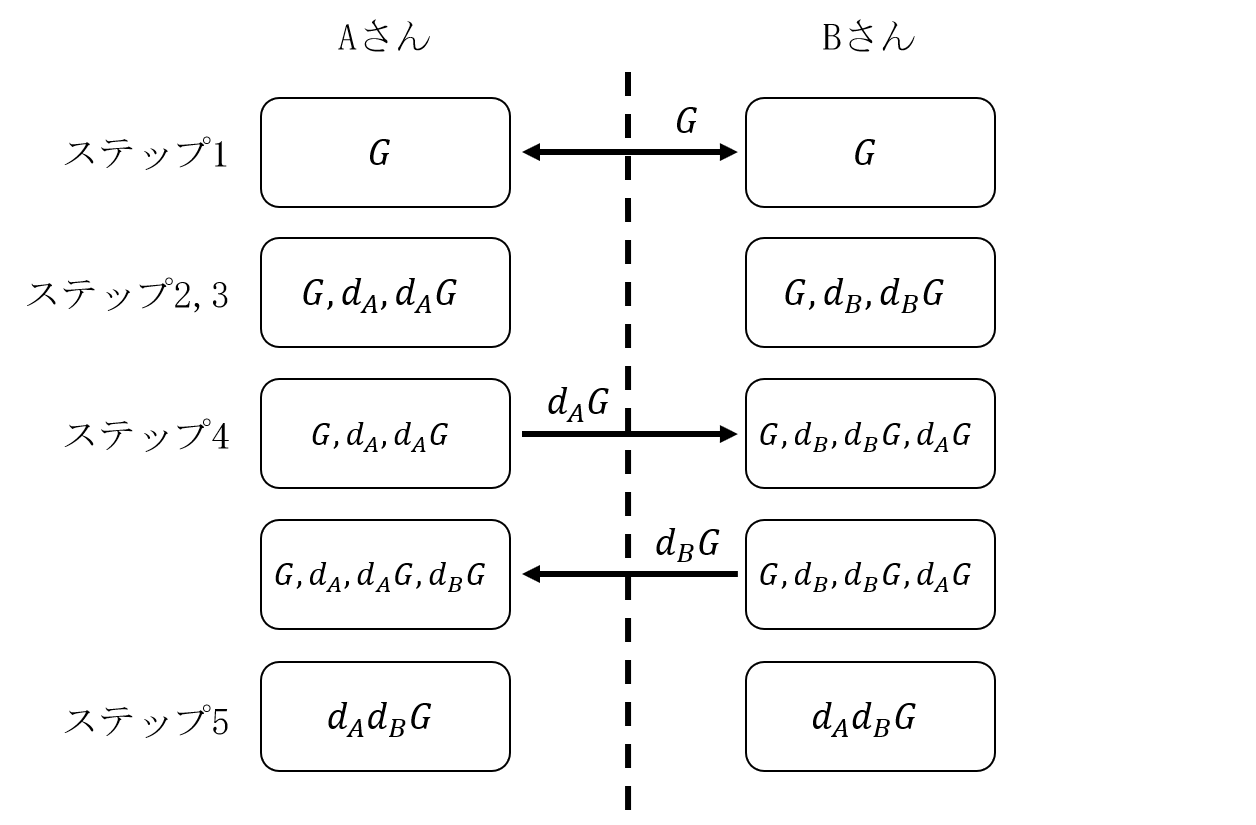 Aさん Bさん
G
ステップ1 G G
ステップ2,3 G,d_A,d_AG G,d_B,d_BG
d_AG
ステップ4 G,d_A,d_AG G,d_B,d_BG,d_AG
d_BG
G,d_A,d_AG,d_BG G,d_B,d_BG,d_AG
ステップ5 d_Ad_BG d_Ad_BG